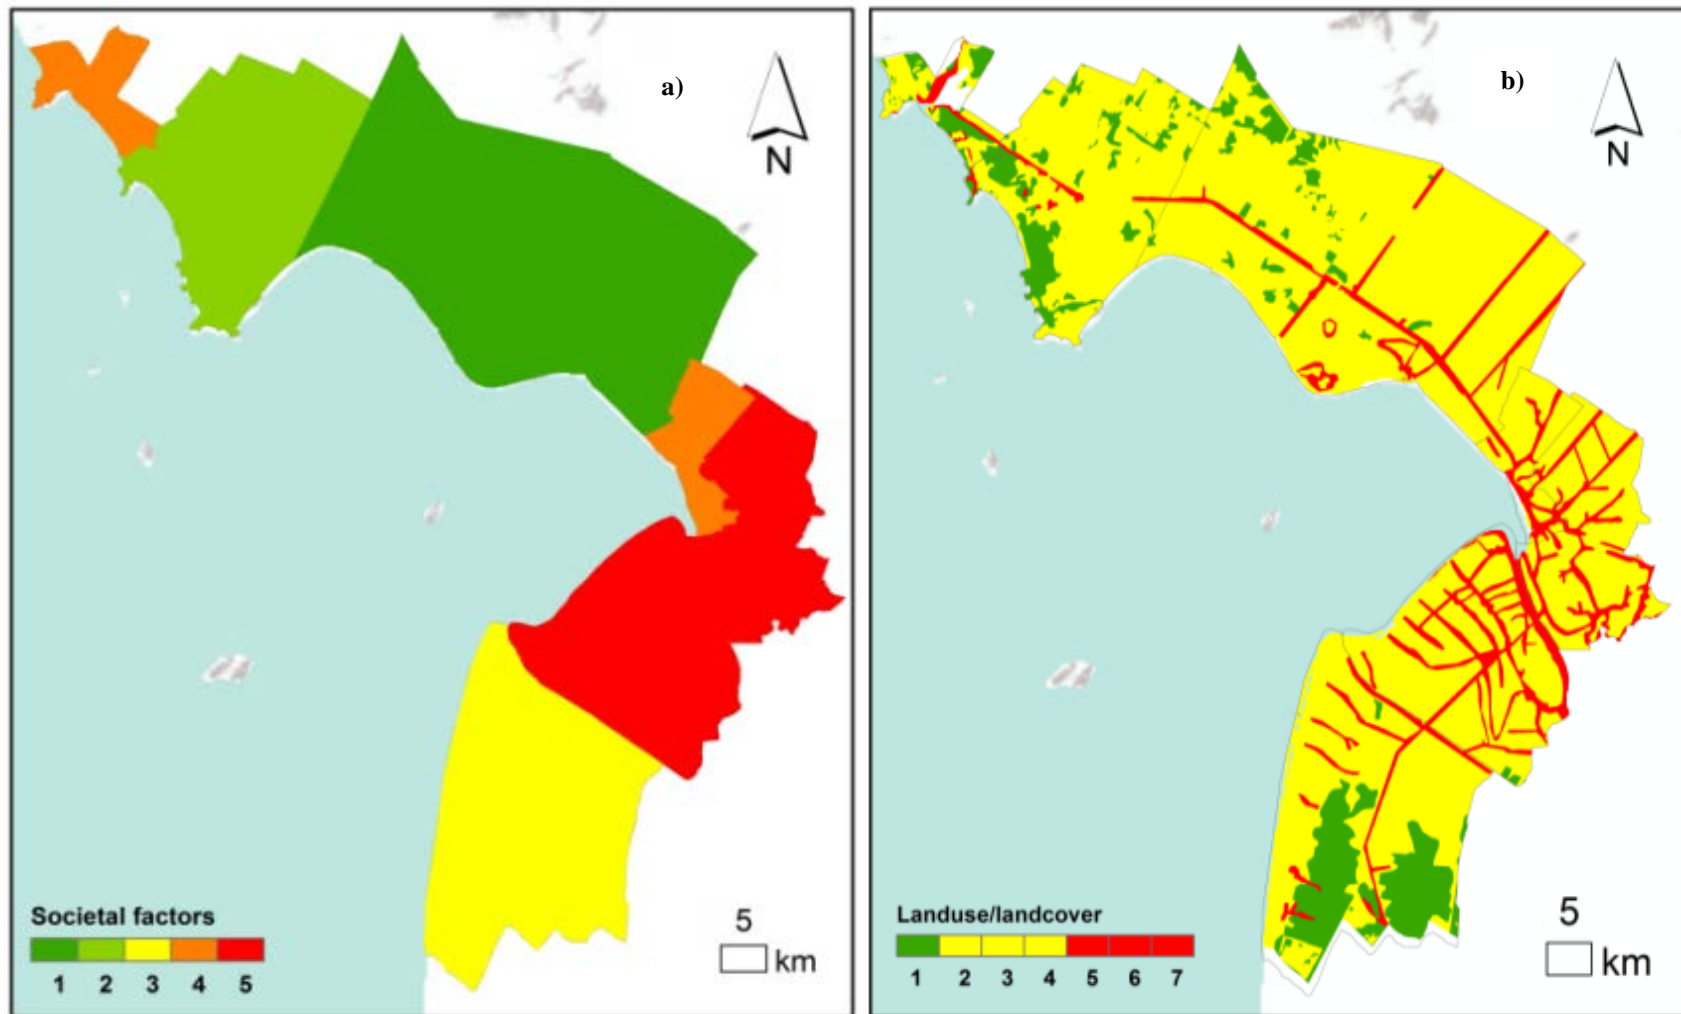 a)
N
Societal factors
1 2 3 4 5
5
km
b)
N
Landuse/landcover
1 2 3 4 5 6 7
5
km